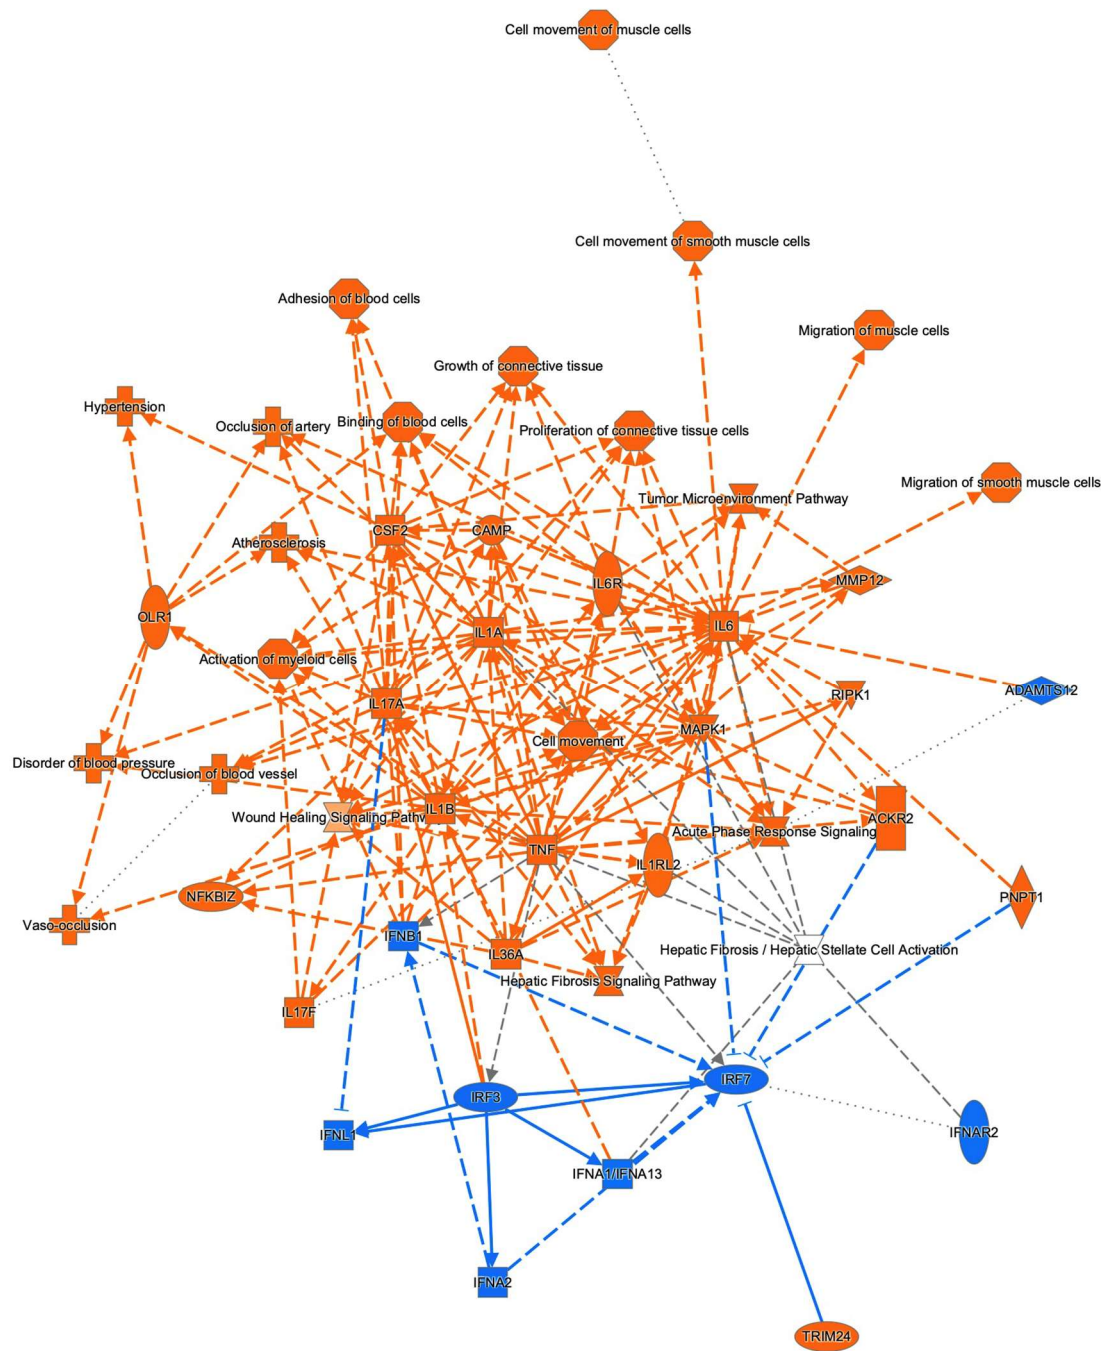 Cell movement of muscle cells
Cell movement of smooth muscle cells
Adhesion of blood cells
Migration of muscle cells
Growth of connective tissue
Hypertension
Occlusion of artery
Binding of blood cells
Proliferation of connective tissue cells
Migration of smooth muscle cells
Tumor Microenvironment Pathway
CSF2
CAMP
Atherosclerosis
IL6R
MMP12
OLR1
IL6
IL1A
Activation of myeloid cells
RIPK1
ADAMTS12
IL17A
MAPK1
Cell movement
Disorder of blood pressure
Occlusion of blood vessel
IL1B
Wound Healing Signaling Pathw
ACKR2
Acute Phase Response Signaling
TNF
IL1RL2
NFKBIZ
PNPT1
Vaso-occlusion
IFNB1
IL36A
Hepatic Fibrosis / Hepatic Stellate Cell Activation
Hepatic Fibrosis Signaling Pathway
IL17F
IRF7
IRF3
IFNL1
IFNAR2
IFNA1/IFNA13
IFNA2
TRIM24